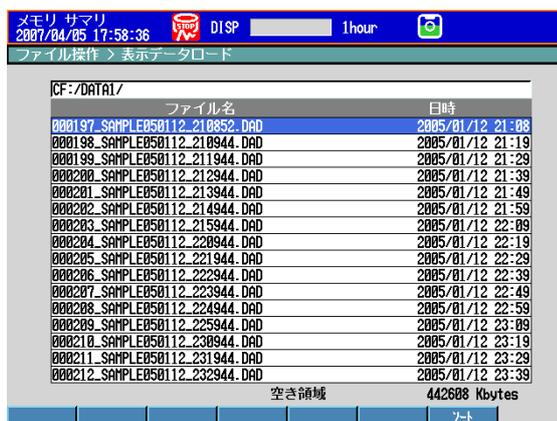 メモリ サマリ
2007/04/05 17:58:36 STOP DISP 1hour
ファイル操作 > 表示データロード
CF:/DATA1/
ファイル名 日時
000197_SAMPLE050112_210852.DAD 2005/01/12 21:08
000198_SAMPLE050112_210944.DAD 2005/01/12 21:19
000199_SAMPLE050112_211944.DAD 2005/01/12 21:29
000200_SAMPLE050112_212944.DAD 2005/01/12 21:39
000201_SAMPLE050112_213944.DAD 2005/01/12 21:49
000202_SAMPLE050112_214944.DAD 2005/01/12 21:59
000203_SAMPLE050112_215944.DAD 2005/01/12 22:09
000204_SAMPLE050112_220944.DAD 2005/01/12 22:19
000205_SAMPLE050112_221944.DAD 2005/01/12 22:29
000206_SAMPLE050112_222944.DAD 2005/01/12 22:39
000207_SAMPLE050112_223944.DAD 2005/01/12 22:49
000208_SAMPLE050112_224944.DAD 2005/01/12 22:59
000209_SAMPLE050112_225944.DAD 2005/01/12 23:09
000210_SAMPLE050112_230944.DAD 2005/01/12 23:19
000211_SAMPLE050112_231944.DAD 2005/01/12 23:29
000212_SAMPLE050112_232944.DAD 2005/01/12 23:39
空き領域 442608 Kbytes
ソート